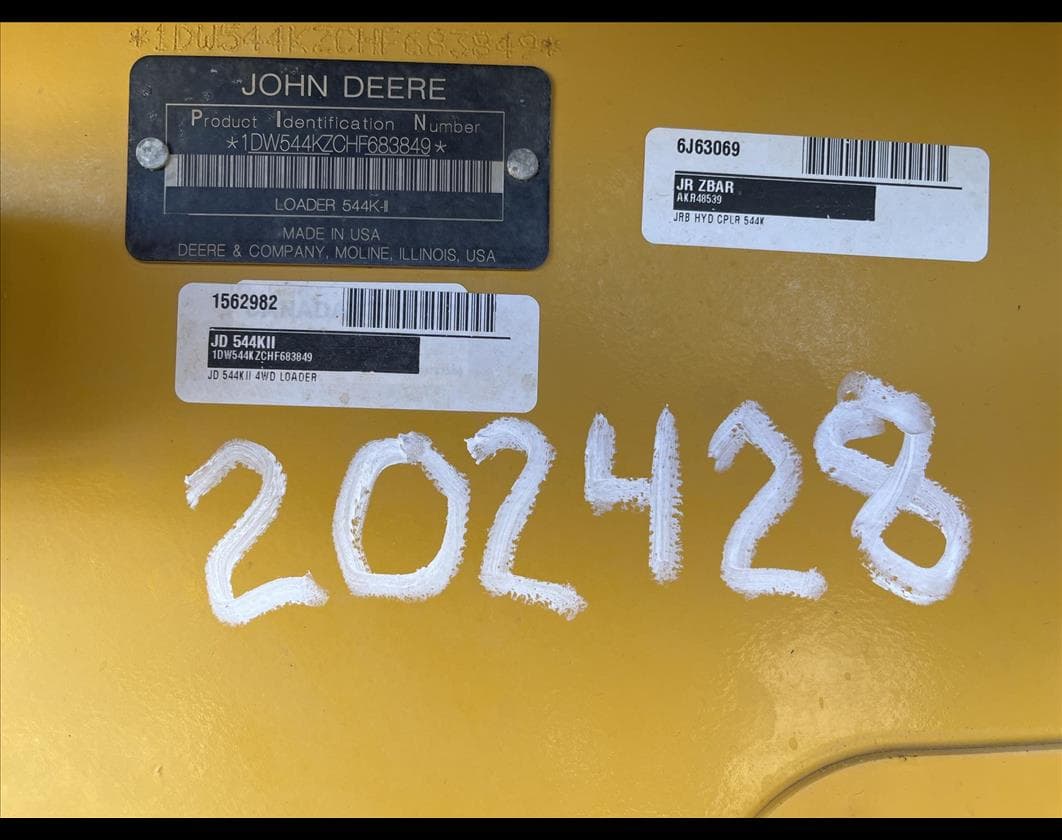 *1DW544KZCHF683849*
JOHN DEERE
Product Identification Number
*1DW544KZCHF683849*
LOADER 544K-II
MADE IN USA
DEERE & COMPANY, MOLINE, ILLINOIS, USA
6J63069
JR ZBAR
AKR48539
JRB HYD CPLR 544K
1562982
JD 544KII
1DW544KZCHF683849
JD 544KII 4WD LOADER
202428